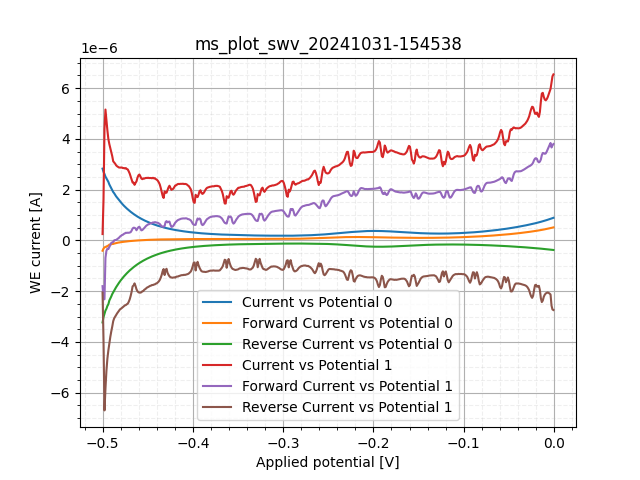 ms_plot_swv_20241031-154538
1e−6
6
4
2
0
−2
−4
−6
WE current [A]
Current vs Potential 0
Forward Current vs Potential 0
Reverse Current vs Potential 0
Current vs Potential 1
Forward Current vs Potential 1
Reverse Current vs Potential 1
−0.5 −0.4 −0.3 −0.2 −0.1 0.0
Applied potential [V]